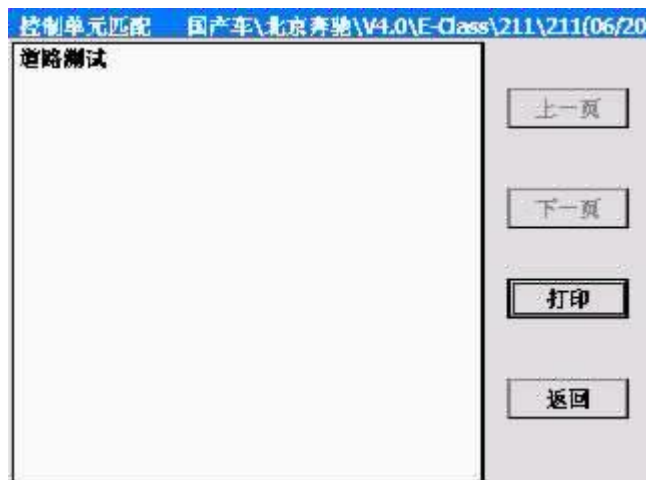 控制单元匹配 国产车\北京奔驰\V4.0\E-Class\211\211(06/20
道路测试
上一页
下一页
打印
返回